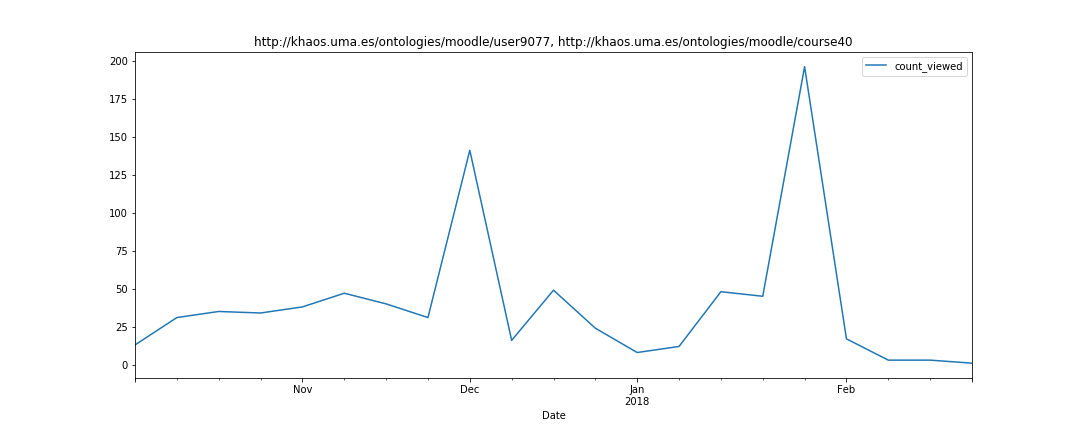 http://khaos.uma.es/ontologies/moodle/user9077, http://khaos.uma.es/ontologies/moodle/course40
count_viewed
200
175
150
125
100
75
50
25
0
Nov
Dec
Jan
2018
Feb
Date